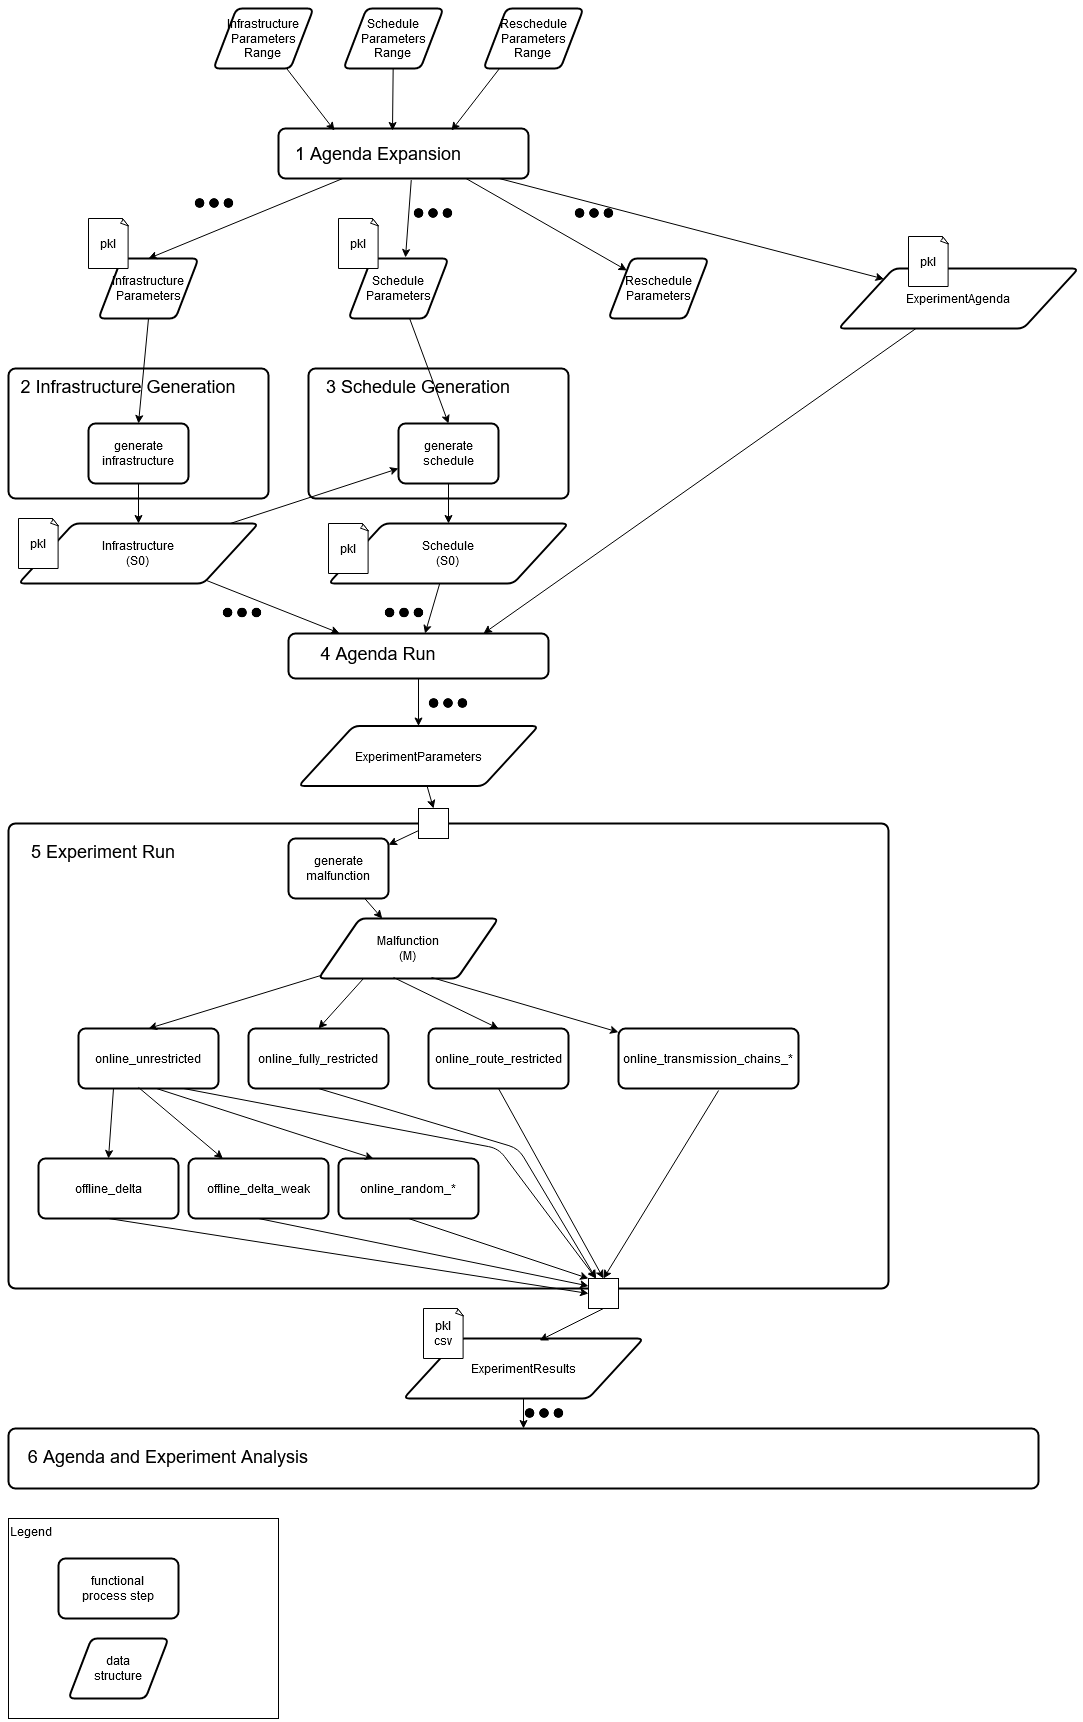 Infrastructure
Parameters
Range
Schedule
Parameters
Range
Reschedule
Parameters
Range
1 Agenda Expansion
pkl
Infrastructure
Parameters
pkl
Schedule
Parameters
Reschedule
Parameters
pkl
ExperimentAgenda
2 Infrastructure Generation
generate
infrastructure
3 Schedule Generation
generate
schedule
pkl
Infrastructure
(S0)
pkl
Schedule
(S0)
4 Agenda Run
ExperimentParameters
5 Experiment Run
generate
malfunction
Malfunction
(M)
online_unrestricted
online_fully_restricted
online_route_restricted
online_transmission_chains_*
offline_delta
offline_delta_weak
online_random_*
pkl
csv
ExperimentResults
6 Agenda and Experiment Analysis
Legend
functional
process step
data
structure